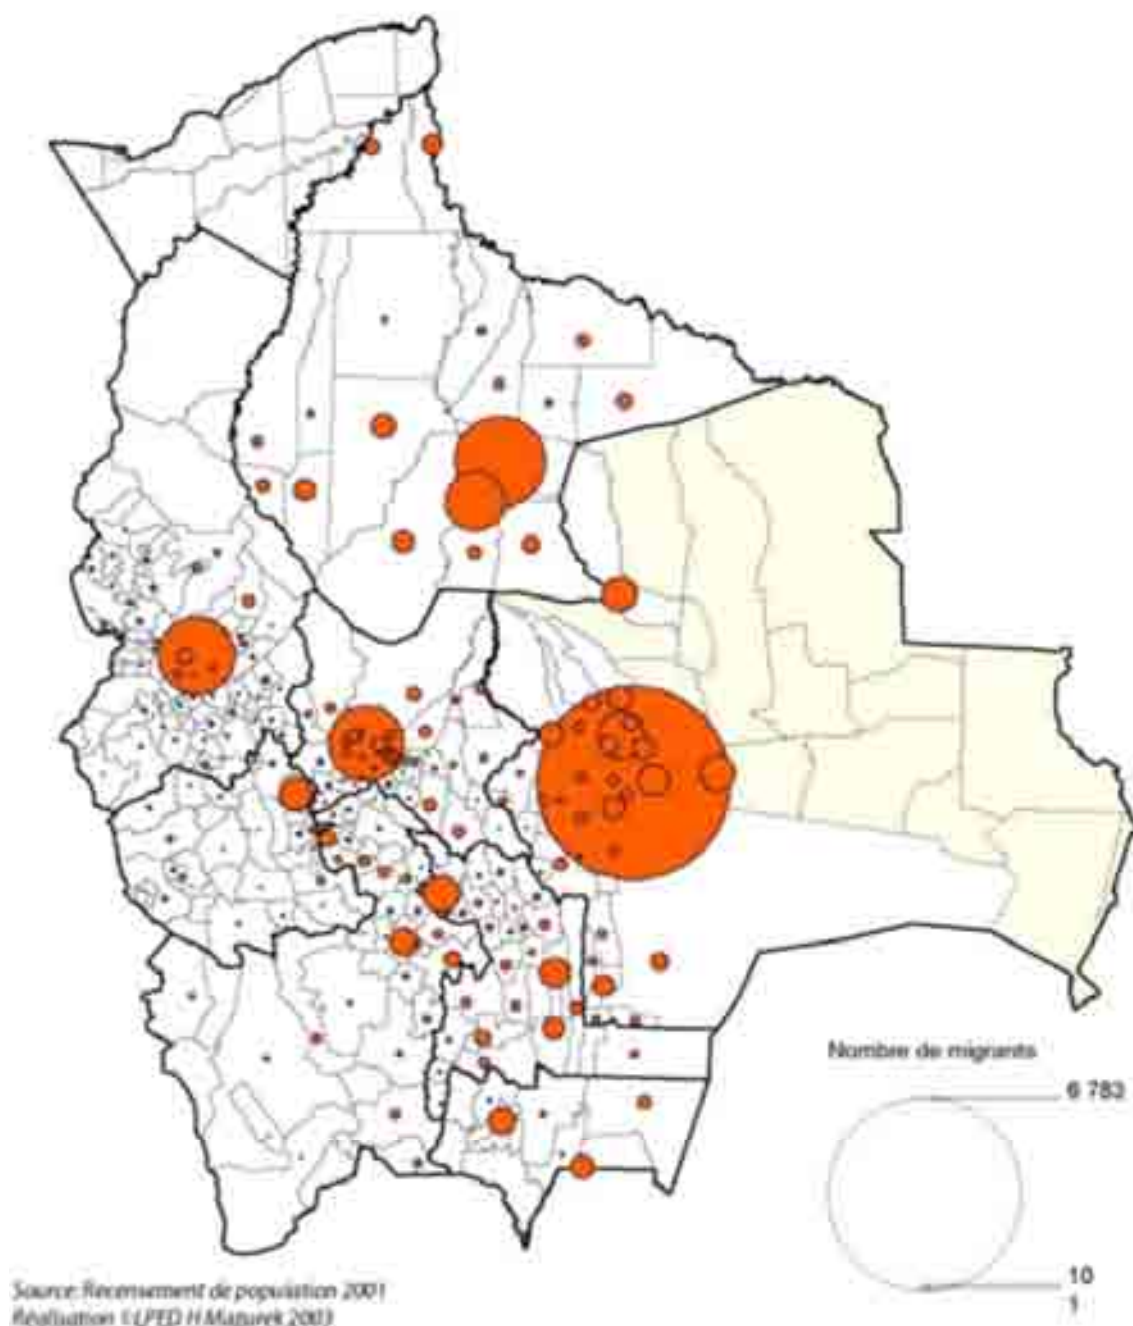 Nombre de migrants
6 783
10
1
Source: Recensement de population 2001
Réalisation ©LPED H Mazurek 2003